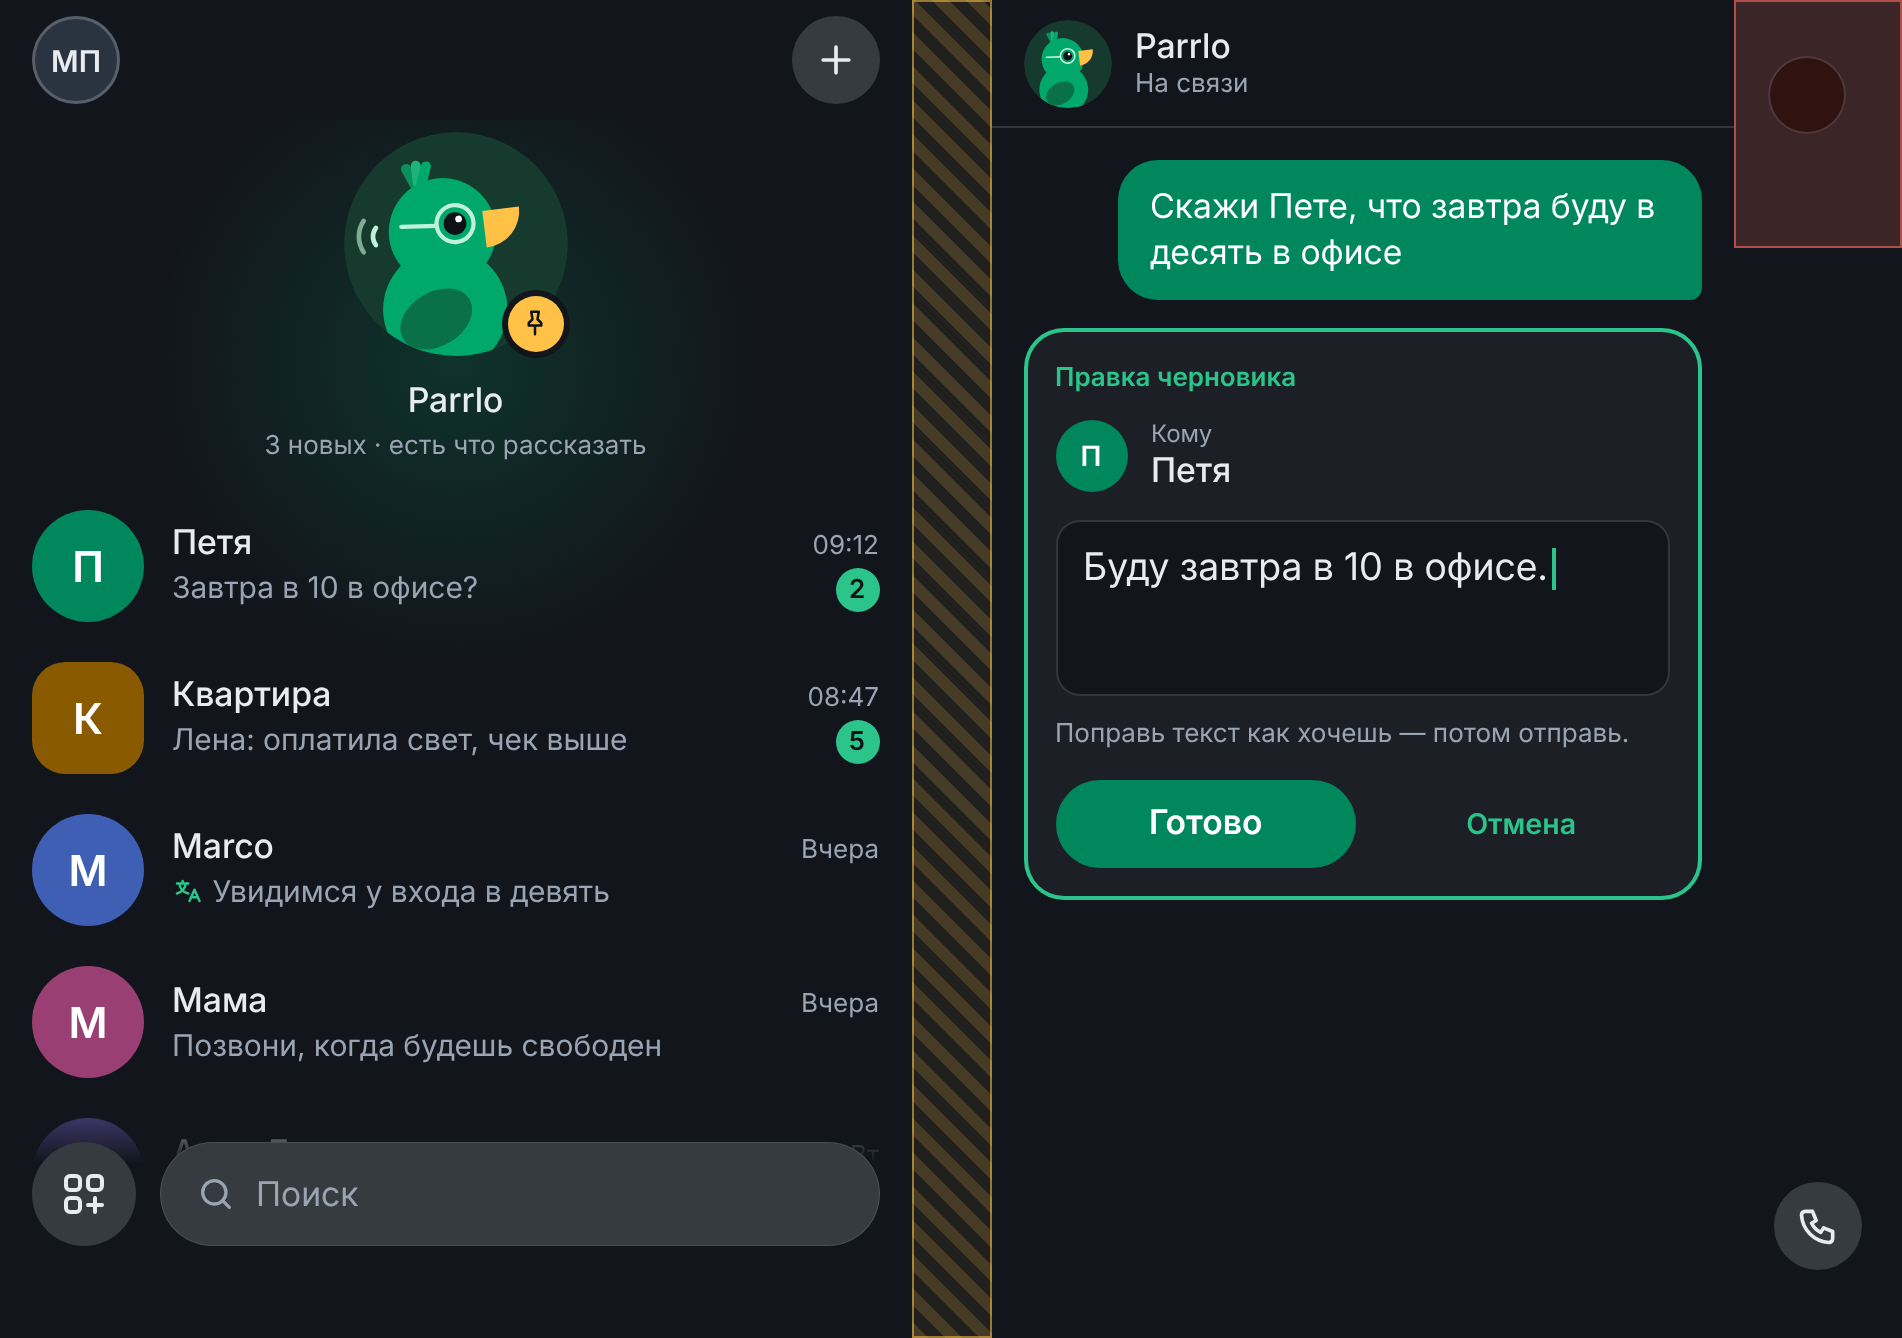 МП
Parrlo
3 новых · есть что рассказать
П
Петя
09:12
Завтра в 10 в офисе?
2
К
Квартира
08:47
Лена: оплатила свет, чек выше
5
M
Marco
Вчера
Увидимся у входа в девять
М
Мама
Вчера
Позвони, когда будешь свободен
Поиск
Parrlo
На связи
Скажи Пете, что завтра буду в
десять в офисе
Правка черновика
П
Кому
Петя
Буду завтра в 10 в офисе.
Поправь текст как хочешь — потом отправь.
Готово
Отмена